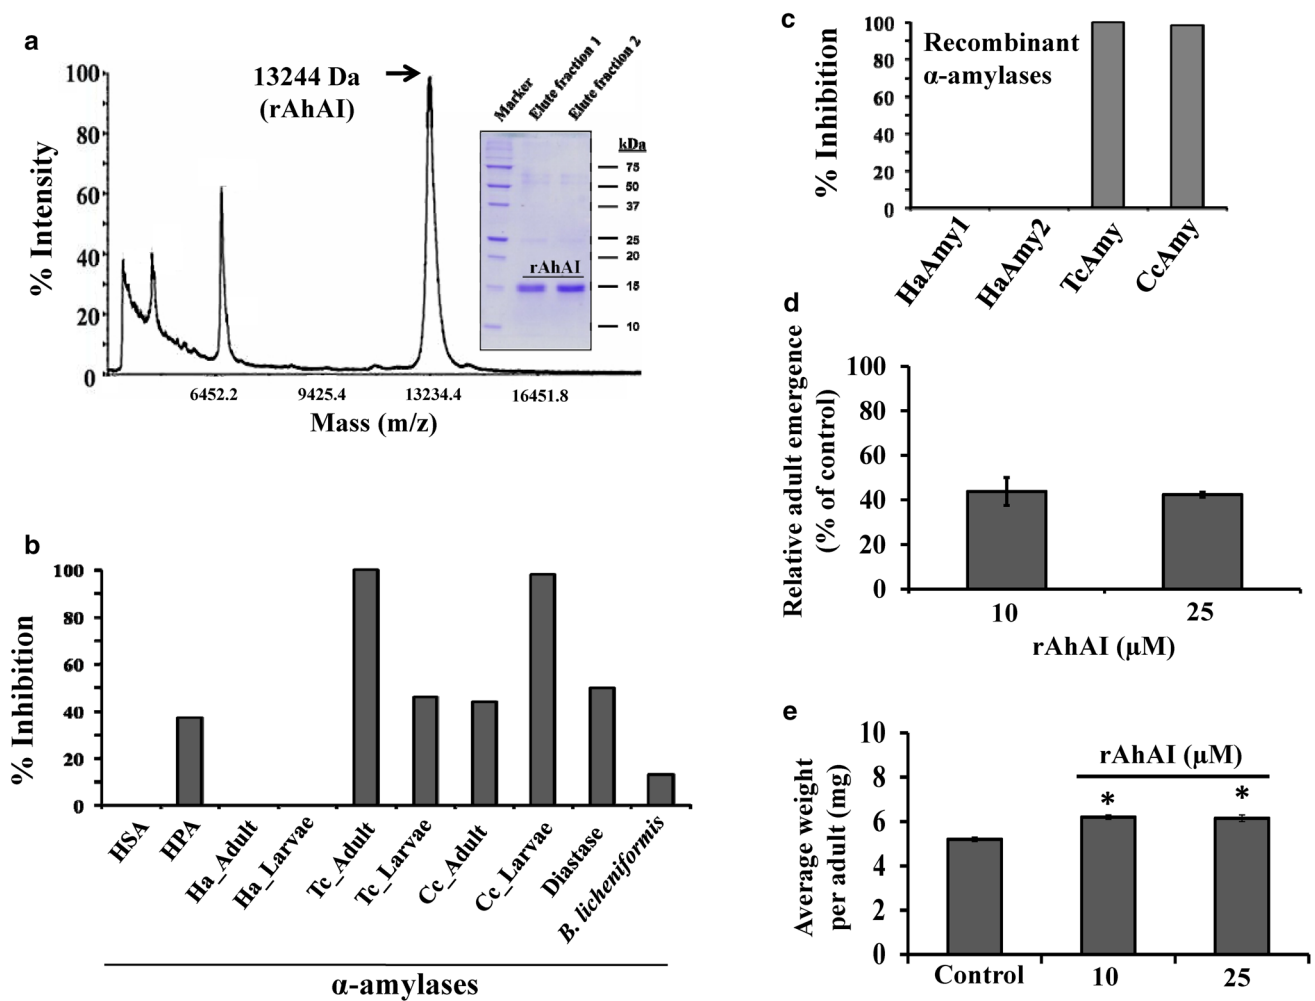 a
13244 Da
(rAhAI)
% Intensity
100
80
60
40
20
0
6452.2
9425.4
13234.4
16451.8
Mass (m/z)
Marker
Elute fraction 1
Elute fraction 2
kDa
75
50
37
25
20
15
10
rAhAI
b
% Inhibition
100
80
60
40
20
0
HSA
HPA
Ha_Adult
Ha_Larvae
Tc_Adult
Tc_Larvae
Cc_Adult
Cc_Larvae
Diastase
B. licheniformis
α-amylases
c
% Inhibition
100
80
60
40
20
0
Recombinant
α-amylases
HaAmy1
HaAmy2
TcAmy
CcAmy
d
Relative adult emergence
(% of control)
100
80
60
40
20
0
10
25
rAhAI (μM)
e
Average weight
per adult (mg)
10
8
6
4
2
0
rAhAI (μM)
*
*
Control
10
25